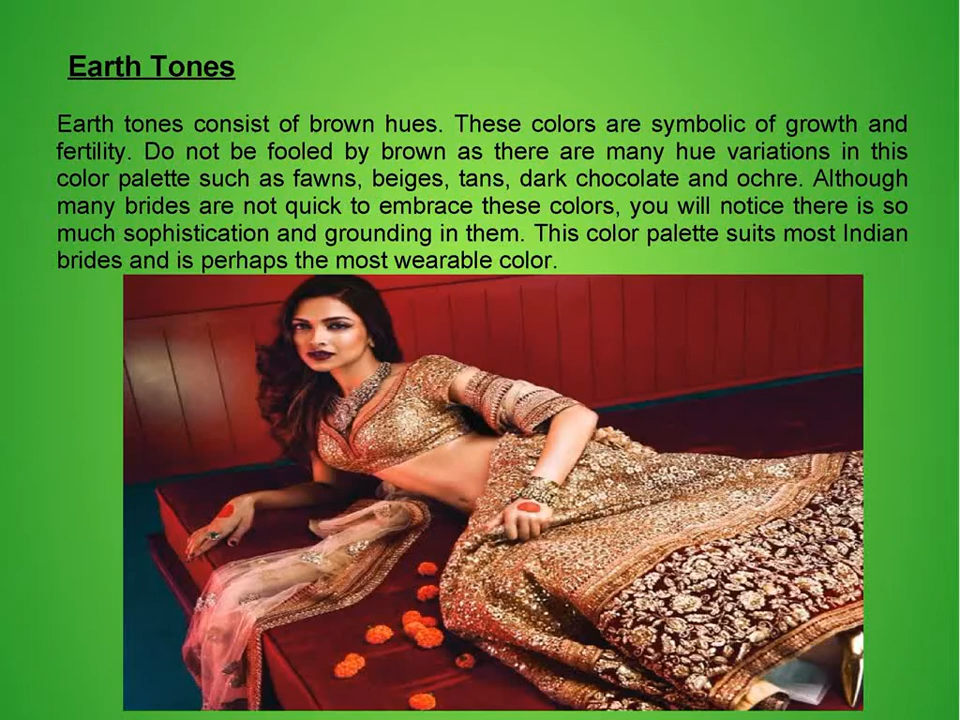 Earth Tones
Earth tones consist of brown hues. These colors are symbolic of growth and
fertility. Do not be fooled by brown as there are many hue variations in this
color palette such as fawns, beiges, tans, dark chocolate and ochre. Although
many brides are not quick to embrace these colors, you will notice there is so
much sophistication and grounding in them. This color palette suits most Indian
brides and is perhaps the most wearable color.